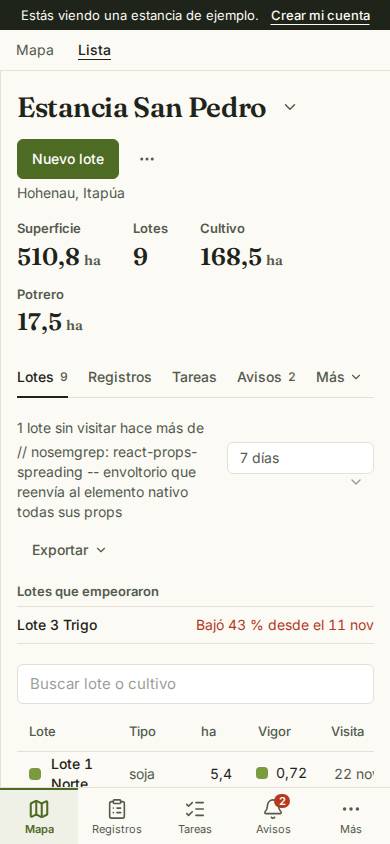 Estás viendo una estancia de ejemplo. Crear mi cuenta
Mapa Lista
Estancia San Pedro
Nuevo lote
Hohenau, Itapúa
Superficie Lotes Cultivo
510,8 ha 9 168,5 ha
Potrero
17,5 ha
Lotes 9 Registros Tareas Avisos 2 Más
1 lote sin visitar hace más de
// nosemgrep: react-props-
spreading -- envoltorio que
reenvía al elemento nativo
todas sus props
7 días
Exportar
Lotes que empeoraron
Lote 3 Trigo Bajó 43 % desde el 11 nov
Buscar lote o cultivo
Lote Tipo ha Vigor Visita
Lote 1
Norte
soja 5,4 0,72 22 nov
2
Mapa Registros Tareas Avisos Más